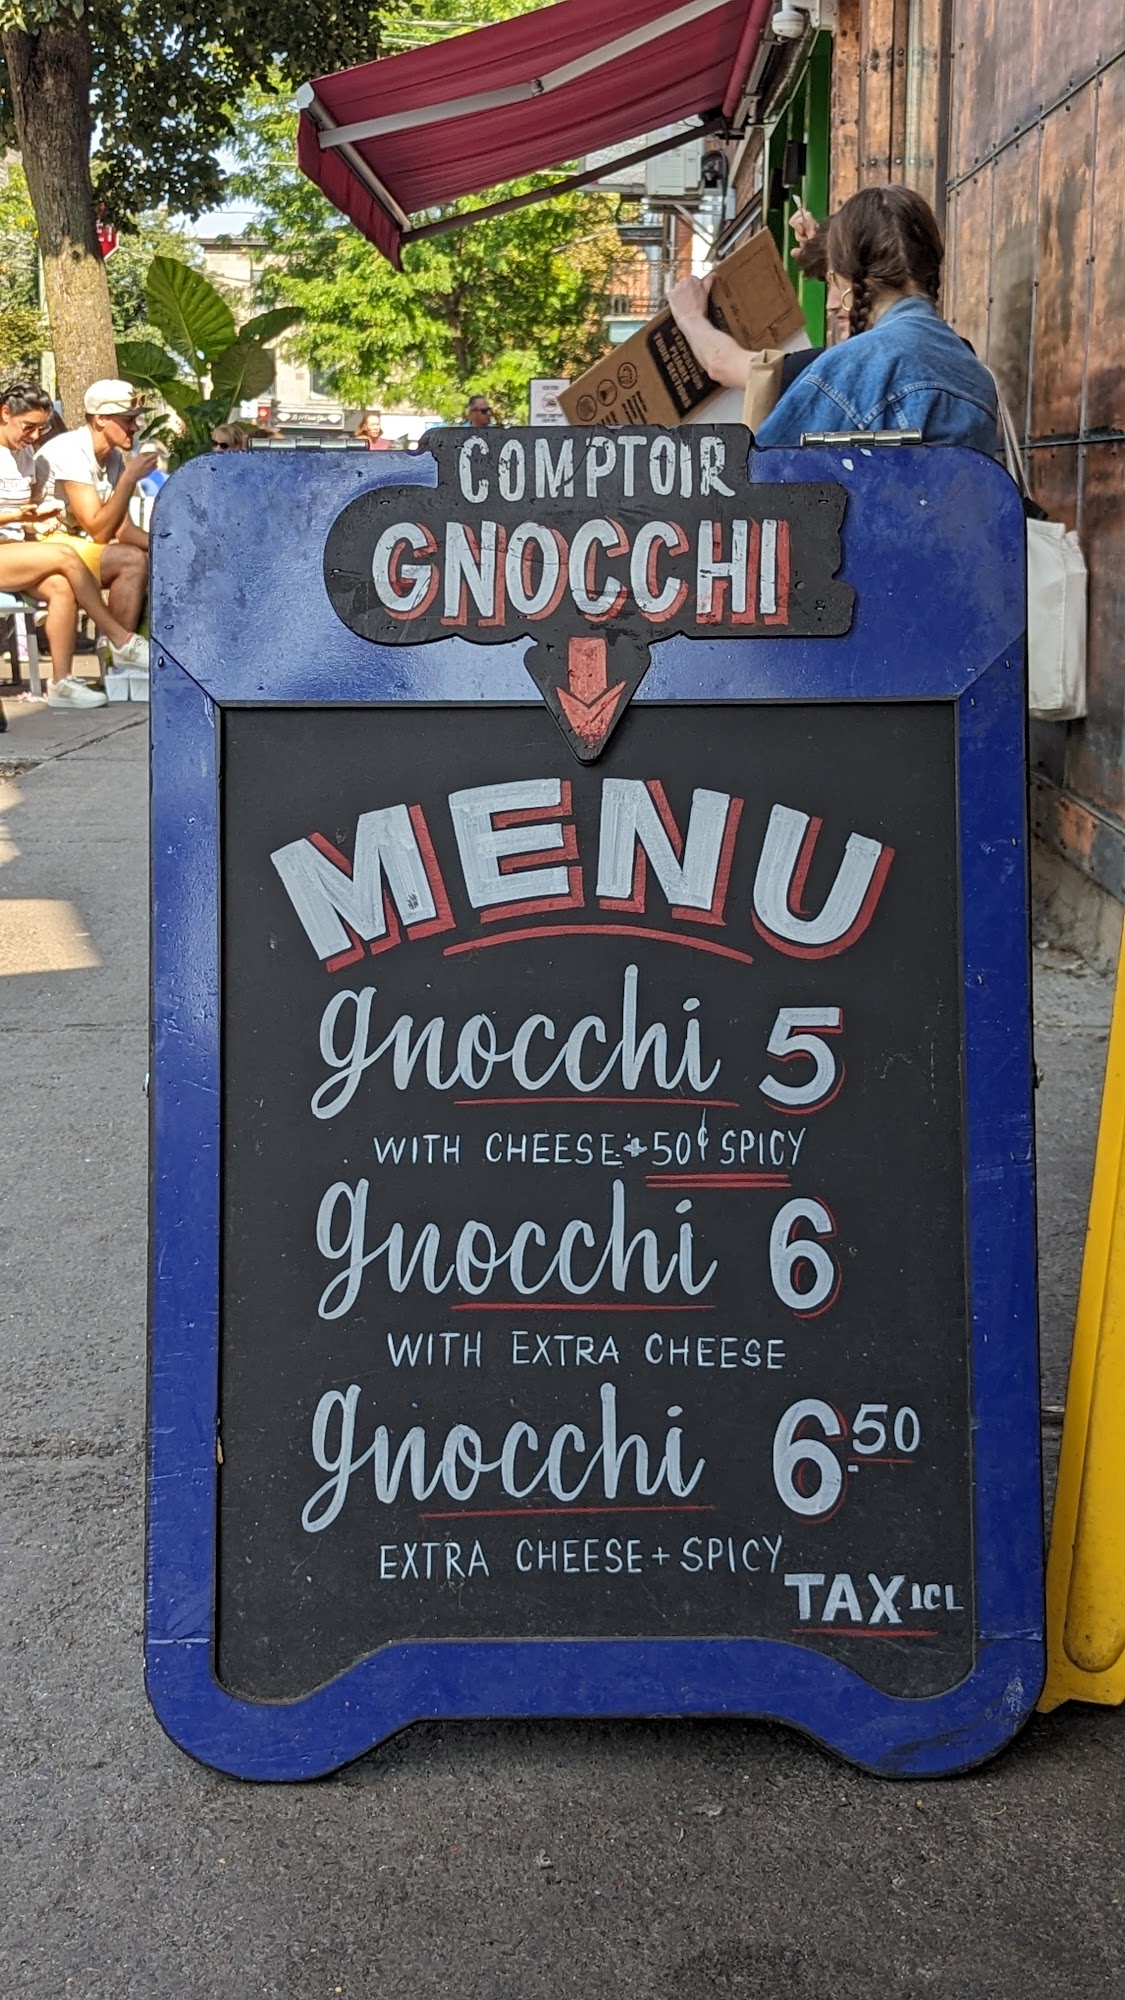 COMPTOIR
GNOCCHI
MENU
gnocchi 5
WITH CHEESE + 50¢ SPICY
gnocchi 6
WITH EXTRA CHEESE
gnocchi 6.50
EXTRA CHEESE + SPICY
TAX ICL